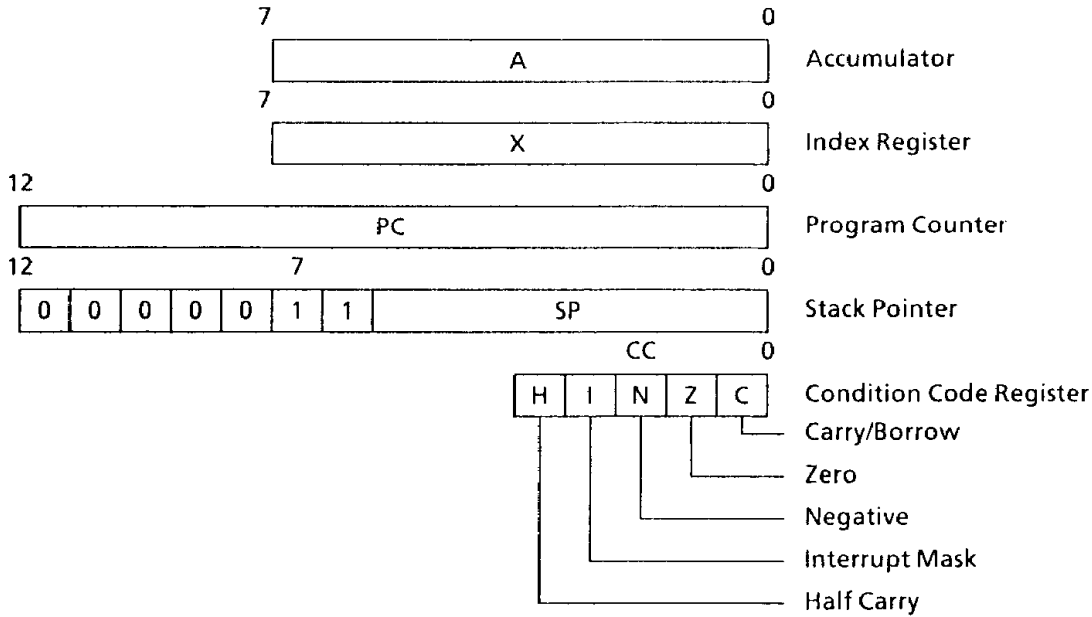 7 0
A Accumulator
7 0
X Index Register
12 0
PC Program Counter
12 7 0
0 0 0 0 0 1 1 SP Stack Pointer
CC 0
H I N Z C Condition Code Register
Carry/Borrow
Zero
Negative
Interrupt Mask
Half Carry